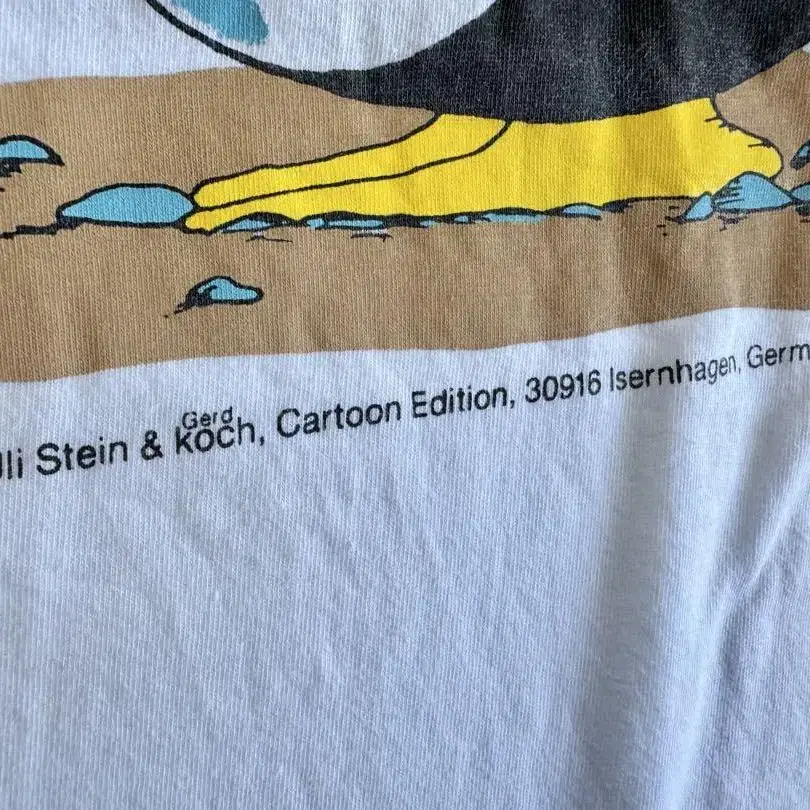 lli Stein & Gerd koch, Cartoon Edition, 30916 Isernhagen, Germ